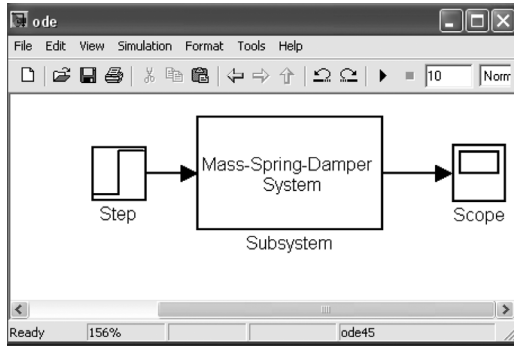 ode
File Edit View Simulation Format Tools Help
10 Norm
Mass-Spring-Damper
System
Step
Scope
Subsystem
Ready 156% ode45